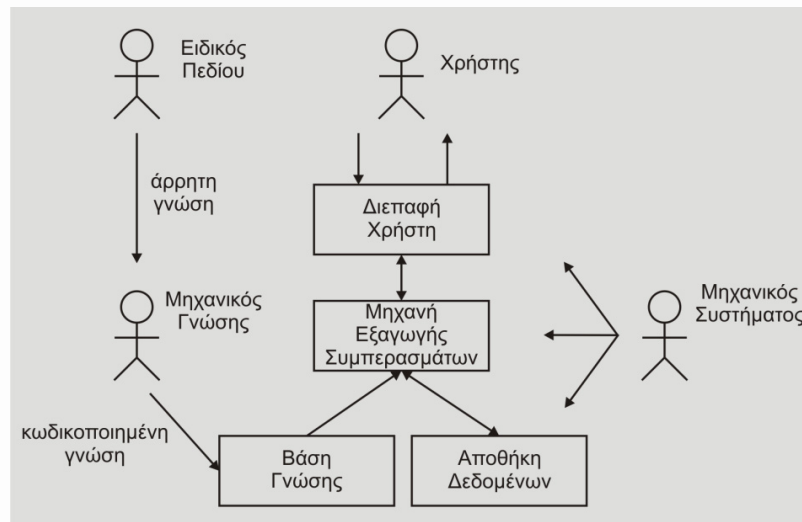 Ειδικός
Πεδίου
Χρήστης
άρρητη
γνώση
Διεπαφή
Χρήστη
Μηχανικός
Γνώσης
Μηχανή
Εξαγωγής
Συμπερασμάτων
Μηχανικός
Συστήματος
κωδικοποιημένη
γνώση
Βάση
Γνώσης
Αποθήκη
Δεδομένων